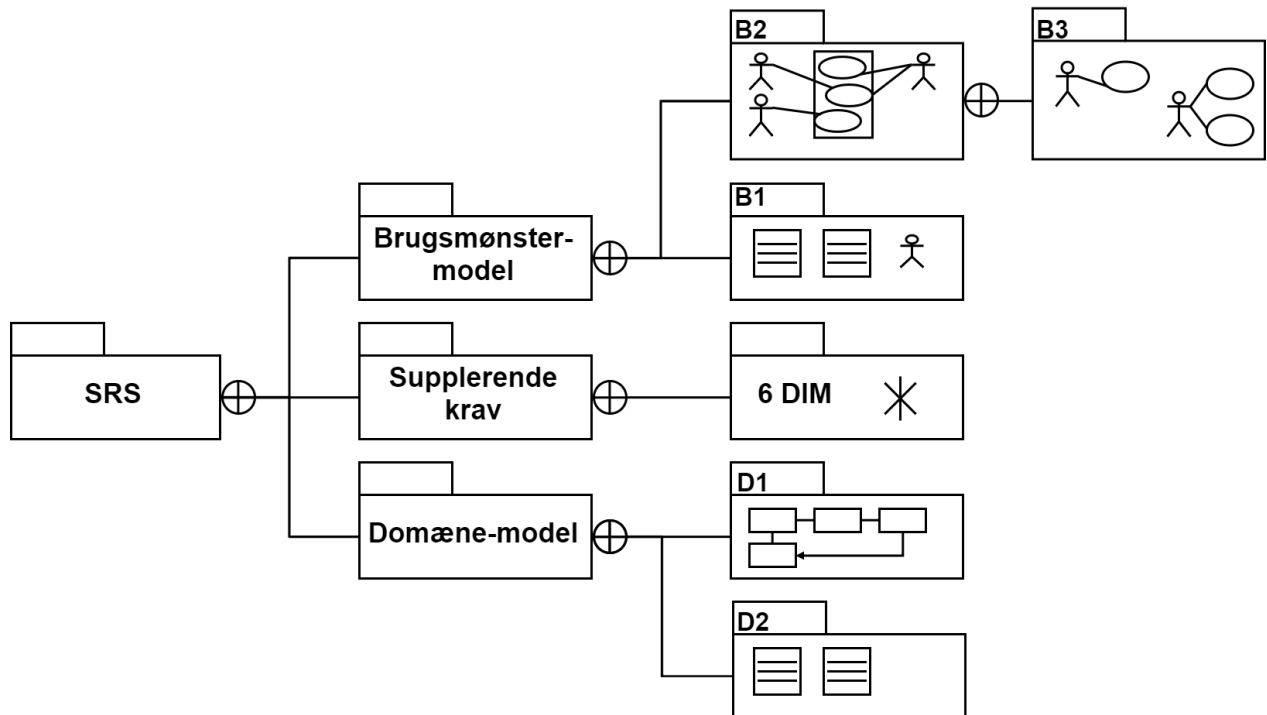 B2
B3
B1
Brugsmønster-
model
SRS
Supplerende
krav
6 DIM
D1
Domæne-model
D2